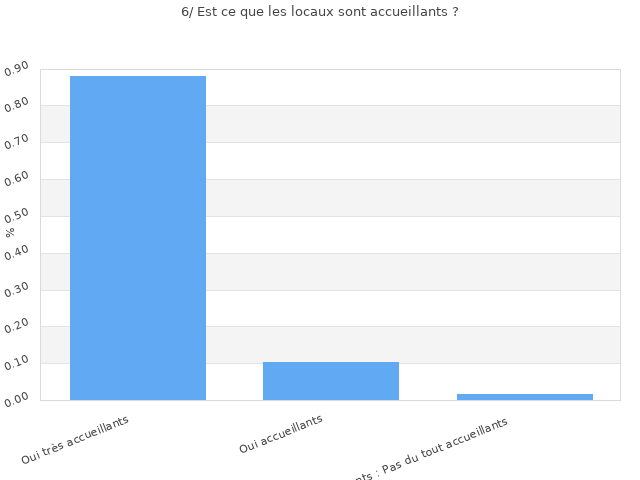 6/ Est ce que les locaux sont accueillants ?
0.90
0.80
0.70
0.60
0.50
%
0.40
0.30
0.20
0.10
0.00
Oui très accueillants
Oui accueillants
: Pas du tout accueillants